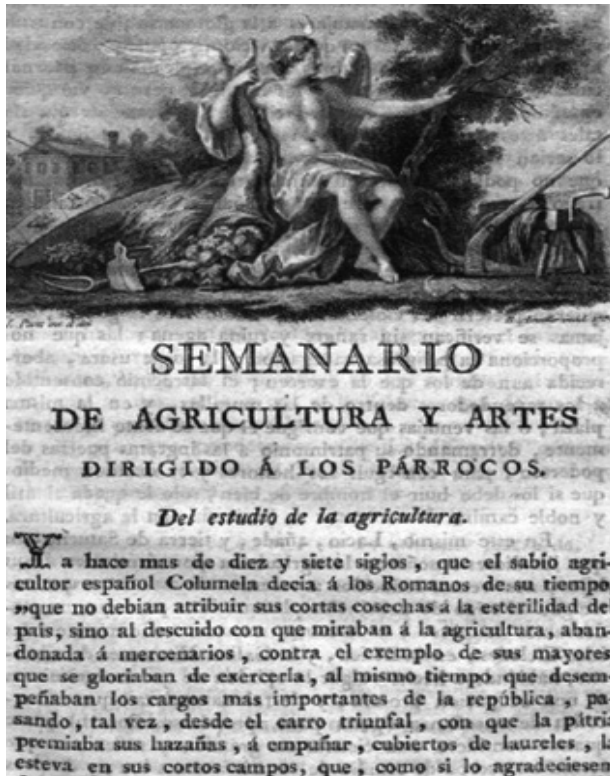 SEMANARIO
DE AGRICULTURA Y ARTES
DIRIGIDO Á LOS PÁRROCOS.
Del estudio de la agricultura.
Ya hace mas de diez y siete siglos, que el sabio agri-
cultor español Columela decia á los Romanos de su tiempo
"que no debian atribuir sus cortas cosechas á la esterilidad de
pais, sino al descuido con que miraban á la agricultura, aban-
donada á mercenarios, contra el exemplo de sus mayores
que se gloriaban de exercerla, al mismo tiempo que desem-
peñaban los cargos mas importantes de la república, pa-
sando, tal vez, desde el carro triunfal, con que la patria
premiaba sus hazañas, á empuñar, cubiertos de laureles, l
esteva en sus cortos campos, que, como si lo agradeciesen